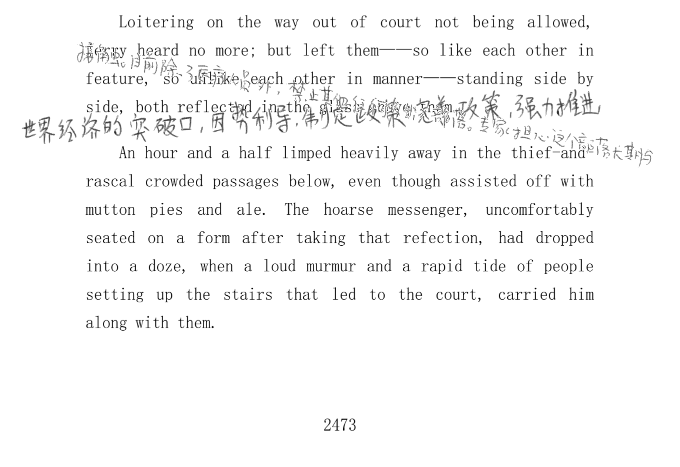 Loitering on the way out of court not being allowed,
Jerry heard no more; but left them——so like each other in
feature, so unlike each other in manner——standing side by
side, both reflected in the glass above them.
世界经济的突破口,因势利导,制定政策,完善政策,强力推进
An hour and a half limped heavily away in the thief-and-
rascal crowded passages below, even though assisted off with
mutton pies and ale. The hoarse messenger, uncomfortably
seated on a form after taking that refection, had dropped
into a doze, when a loud murmur and a rapid tide of people
setting up the stairs that led to the court, carried him
along with them.
2473